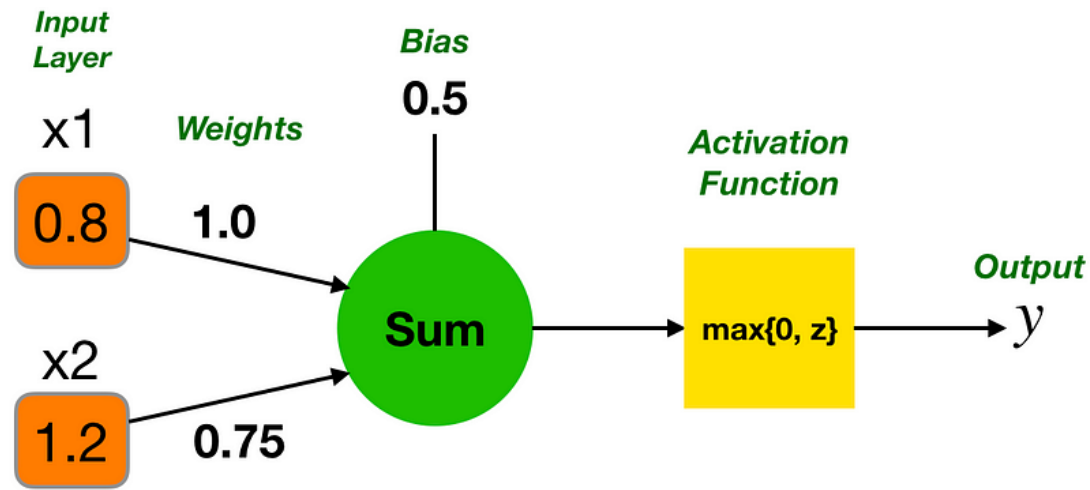 Input
Layer
x1
0.8
Weights
1.0
Bias
0.5
x2
1.2
0.75
Sum
Activation
Function
max{0, z}
Output
y